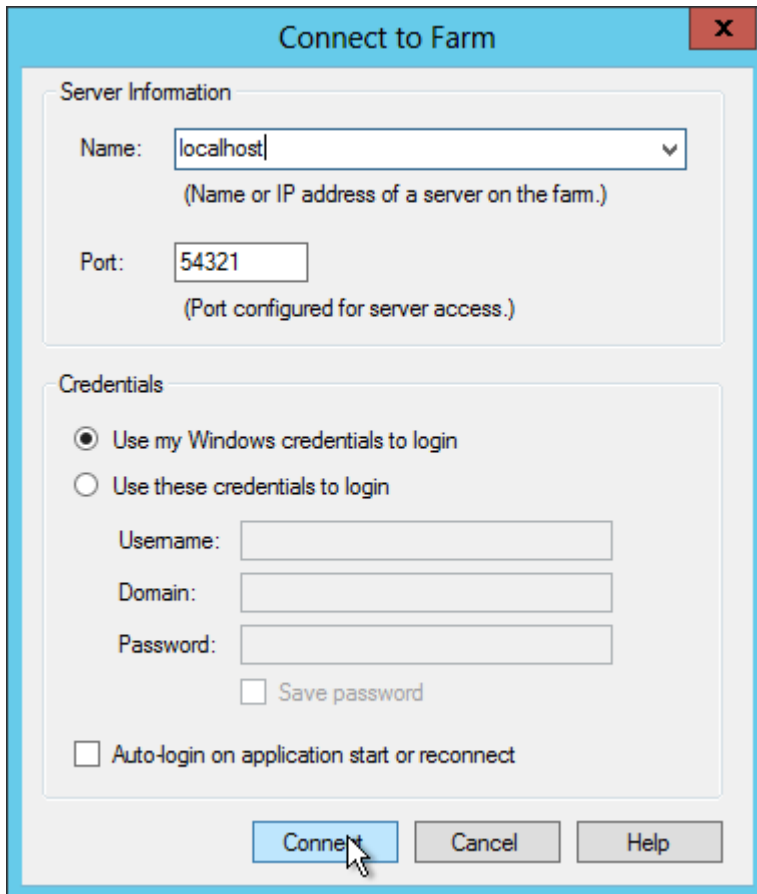 Connect to Farm
x
Server Information
Name: localhost
(Name or IP address of a server on the farm.)
Port: 54321
(Port configured for server access.)
Credentials
Use my Windows credentials to login
Use these credentials to login
Username:
Domain:
Password:
Save password
Auto-login on application start or reconnect
Connect Cancel Help